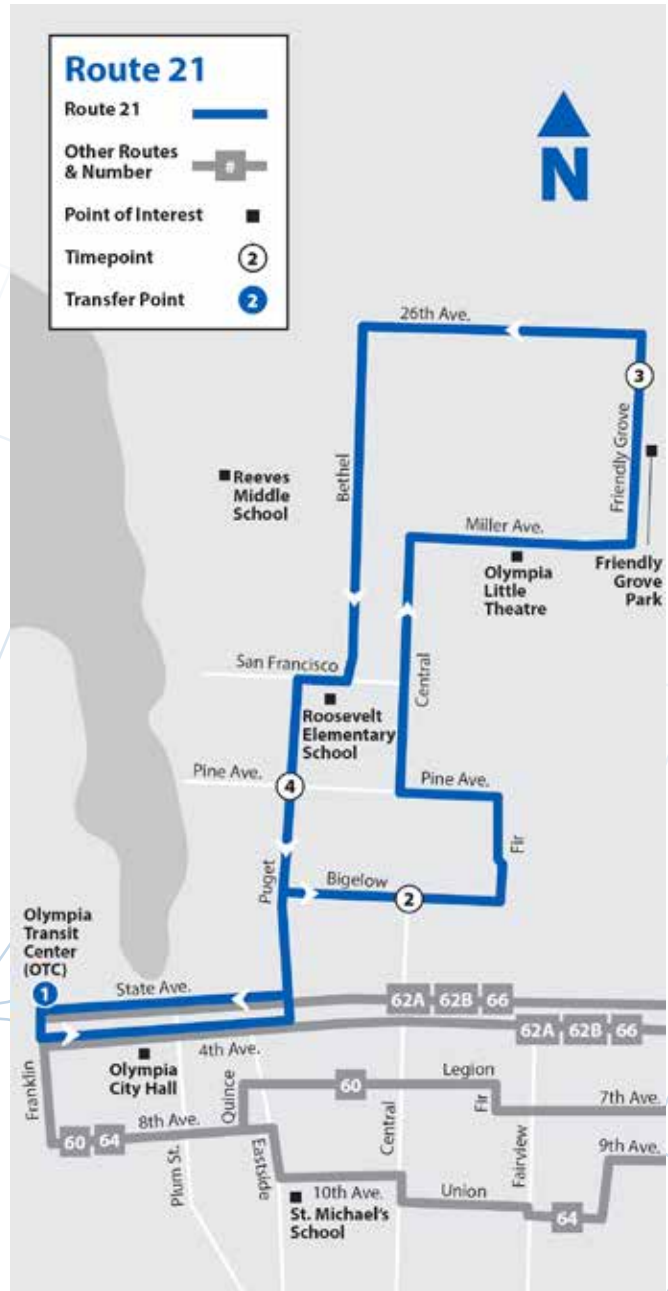 Route 21
Route 21
Other Routes
& Number
#
Point of Interest
Timepoint
2
Transfer Point
2
N
26th Ave.
3
Friendly Grove
Bethel
Reeves
Middle
School
Miller Ave.
Olympia
Little
Theatre
Friendly
Grove
Park
San Francisco
Central
Roosevelt
Elementary
School
Pine Ave.
4
Pine Ave.
Fir
Puget
Bigelow
2
Olympia
Transit
Center
(OTC)
1
State Ave.
62A 62B 66
62A 62B 66
4th Ave.
Olympia
City Hall
Franklin
Quince
60
Legion
Fir
7th Ave.
8th Ave.
60 64
Plum St.
Eastside
Central
Fairview
9th Ave.
10th Ave.
Union
64
St. Michael's
School